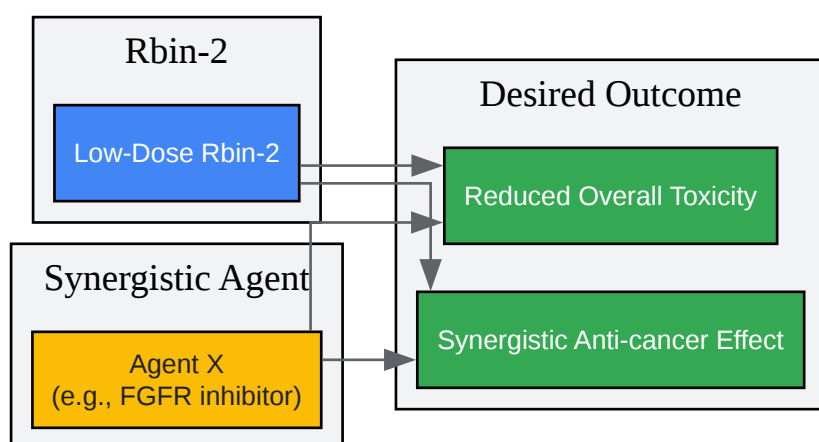 Rbin-2
Low-Dose Rbin-2
Synergistic Agent
Agent X
(e.g., FGFR inhibitor)
Desired Outcome
Reduced Overall Toxicity
Synergistic Anti-cancer Effect